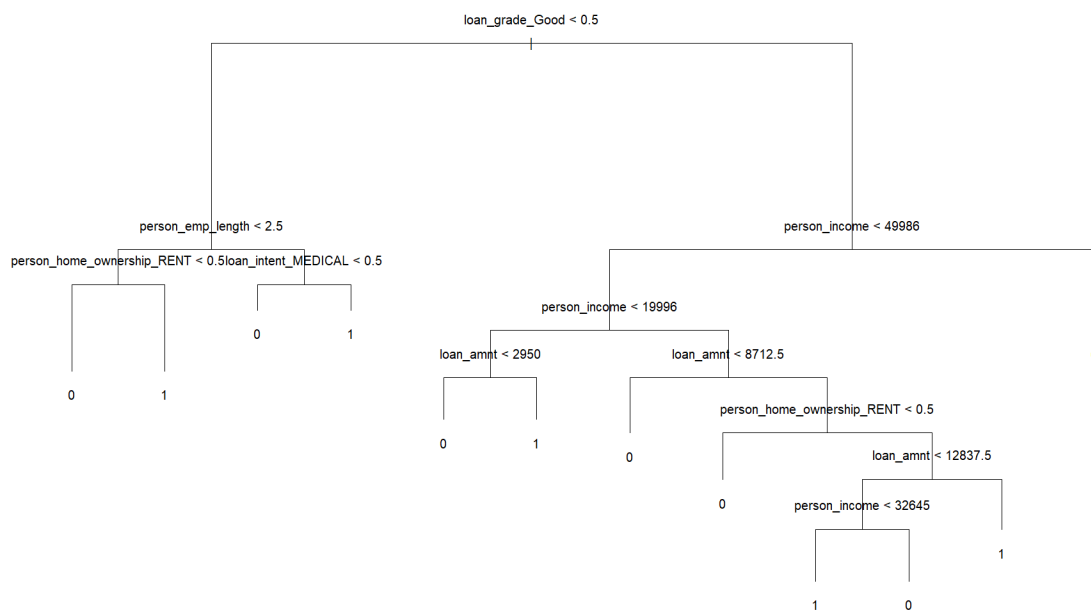 loan_grade_Good < 0.5
person_emp_length < 2.5
person_income < 49986
person_home_ownership_RENT < 0.5
loan_intent_MEDICAL < 0.5
person_income < 19996
0
1
loan_amnt < 2950
loan_amnt < 8712.5
0
1
person_home_ownership_RENT < 0.5
0
1
0
loan_amnt < 12837.5
0
person_income < 32645
1
1
0